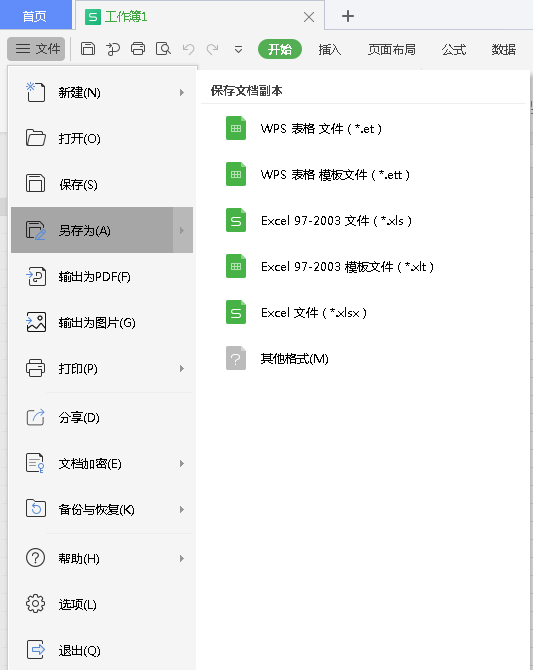 首页
工作簿1
文件
开始
插入
页面布局
公式
数据
新建(N)
打开(O)
保存(S)
另存为(A)
输出为PDF(F)
输出为图片(G)
打印(P)
分享(D)
文档加密(E)
备份与恢复(K)
帮助(H)
选项(L)
退出(Q)
保存文档副本
WPS 表格 文件 ( *.et )
WPS 表格 模板文件 ( *.ett )
Excel 97-2003 文件 ( *.xls )
Excel 97-2003 模板文件 ( *.xlt )
Excel 文件 ( *.xlsx )
其他格式(M)